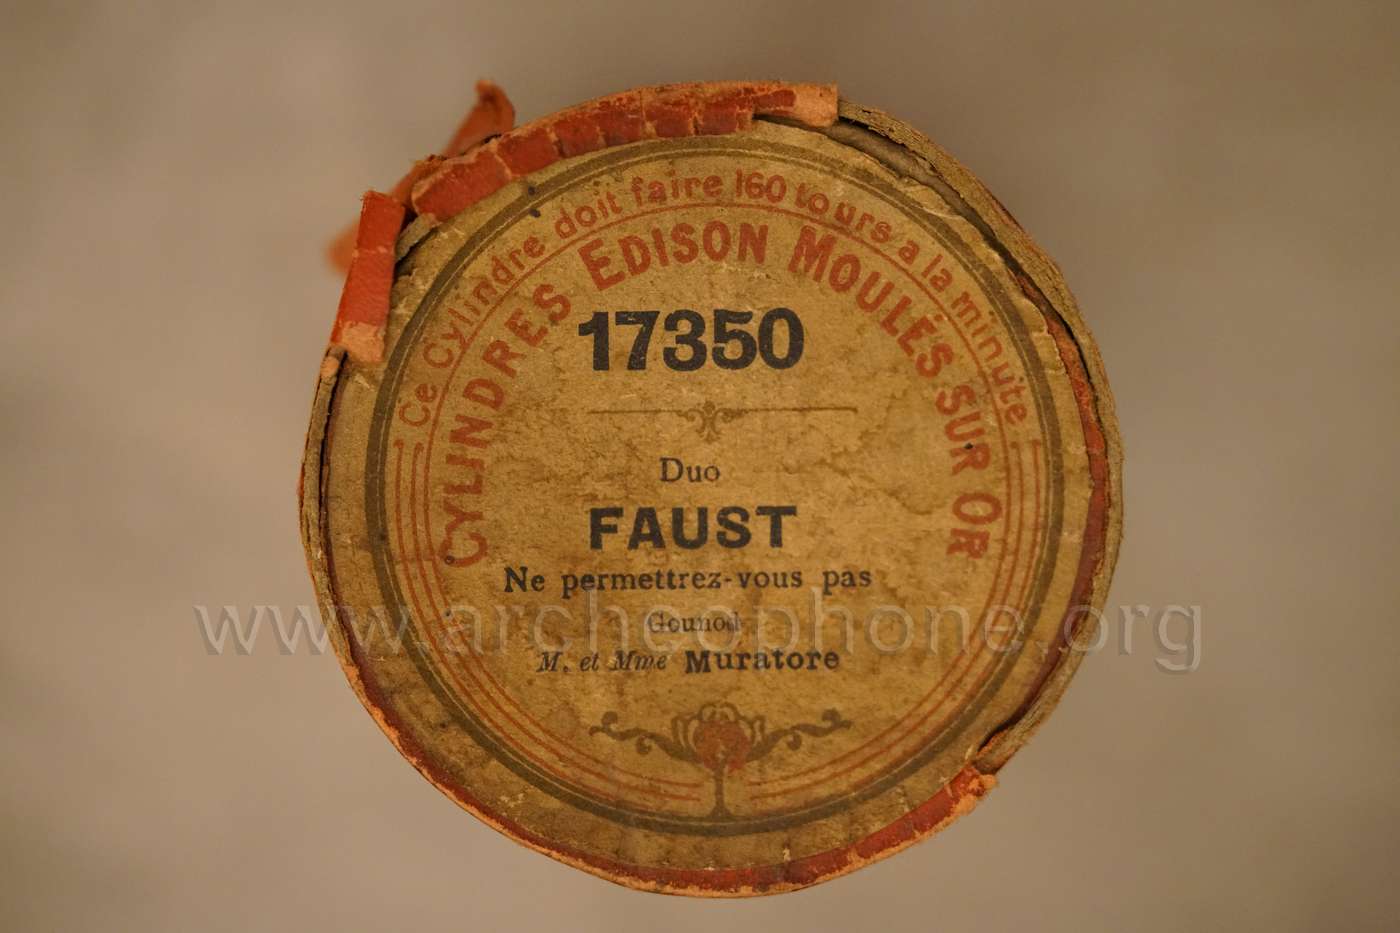 Ce Cylindre doit faire 160 tours a la minute
CYLINDRES EDISON MOULÉS SUR OR
17350
Duo
FAUST
Ne permettrez-vous pas
Gounod
M. et Mme Muratore
www.archeophone.org